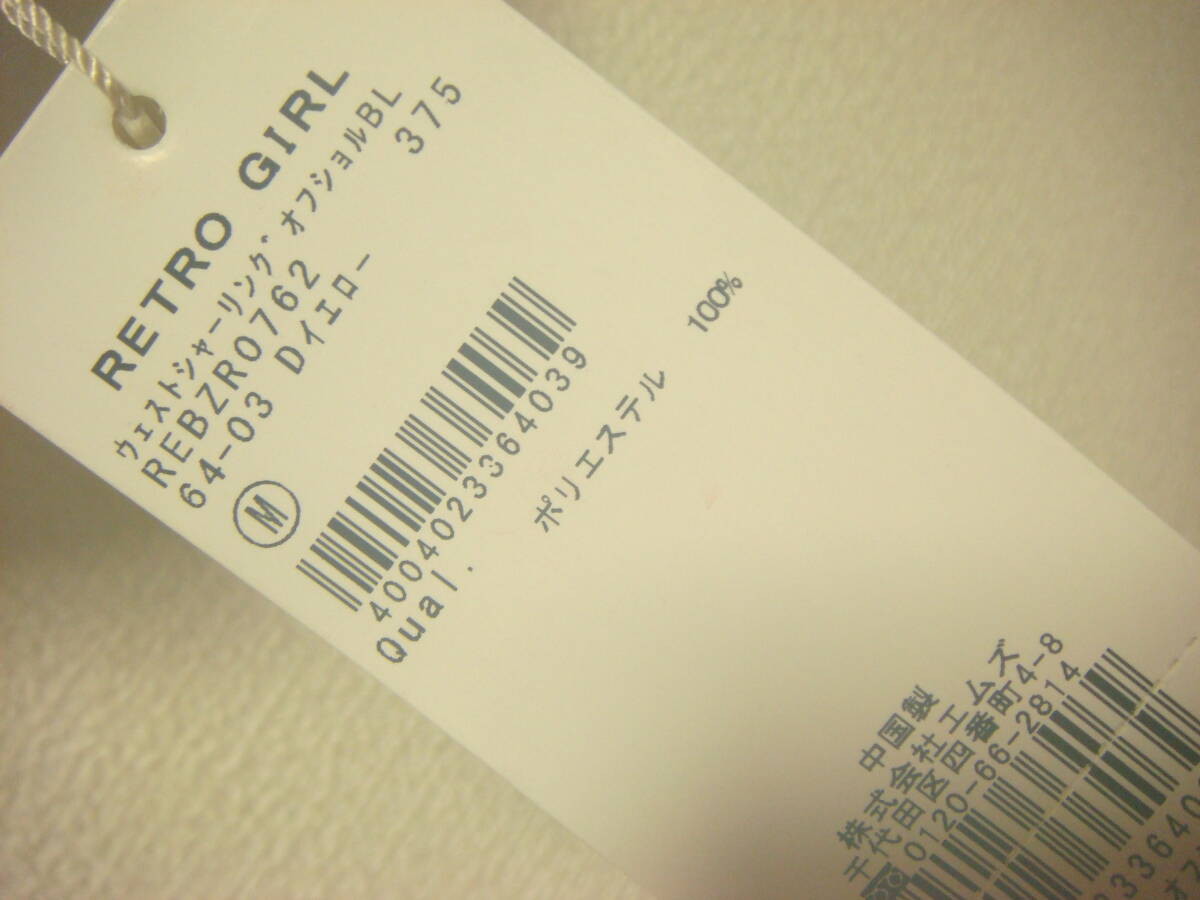 RETRO GIRL
ウェストシャーリングオフショルBL
REBZR0762 375
64-03 Dイエロー
M
4004023364039
Qual.
ポリエステル 100%
中国製
株式会社エムズ
千代田区四番町4-8
0120-66-2814